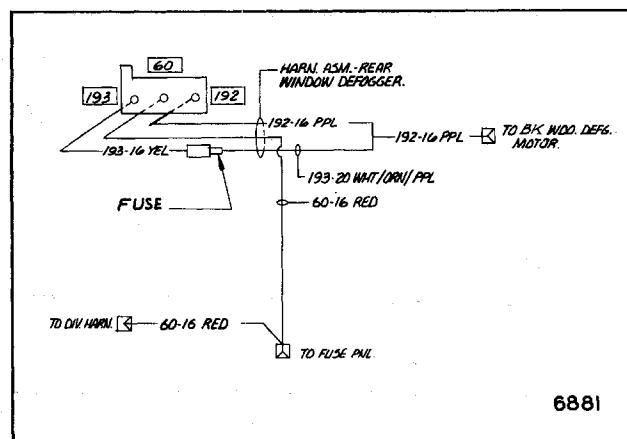 60
193
192
HARN. ASM.-REAR
WINDOW DEFOGGER.
192-16 PPL
192-16 PPL
TO BK WDO. DEFG.
MOTOR.
193-16 YEL
193-20 WHT/ORN/PPL
FUSE
60-16 RED
TO DIV. HARN.
60-16 RED
TO FUSE PNL.
6881